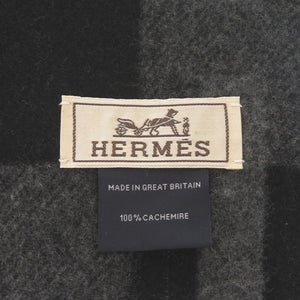 HERMÈS
MADE IN GREAT BRITAIN
100% CACHEMIRE